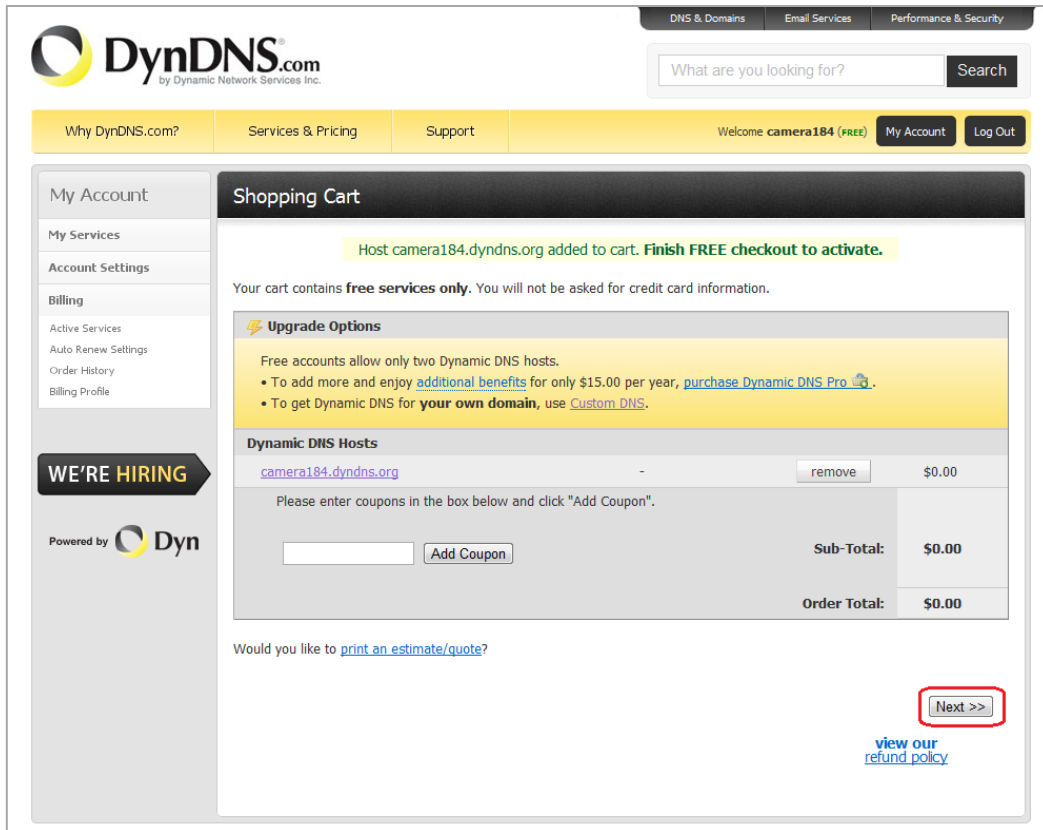 DNS & Domains Email Services Performance & Security
DynDNS.com
by Dynamic Network Services Inc.
What are you looking for? Search
Why DynDNS.com? Services & Pricing Support Welcome camera184 (FREE) My Account Log Out
My Account
My Services
Account Settings
Billing
Active Services
Auto Renew Settings
Order History
Billing Profile
WE'RE HIRING
Powered by Dyn
Shopping Cart
Host camera184.dyndns.org added to cart. Finish FREE checkout to activate.
Your cart contains free services only. You will not be asked for credit card information.
Upgrade Options
Free accounts allow only two Dynamic DNS hosts.
• To add more and enjoy additional benefits for only $15.00 per year, purchase Dynamic DNS Pro .
• To get Dynamic DNS for your own domain, use Custom DNS.
Dynamic DNS Hosts
camera184.dyndns.org - remove $0.00
Please enter coupons in the box below and click "Add Coupon".
Add Coupon Sub-Total: $0.00
Order Total: $0.00
Would you like to print an estimate/quote?
Next >>
view our
refund policy